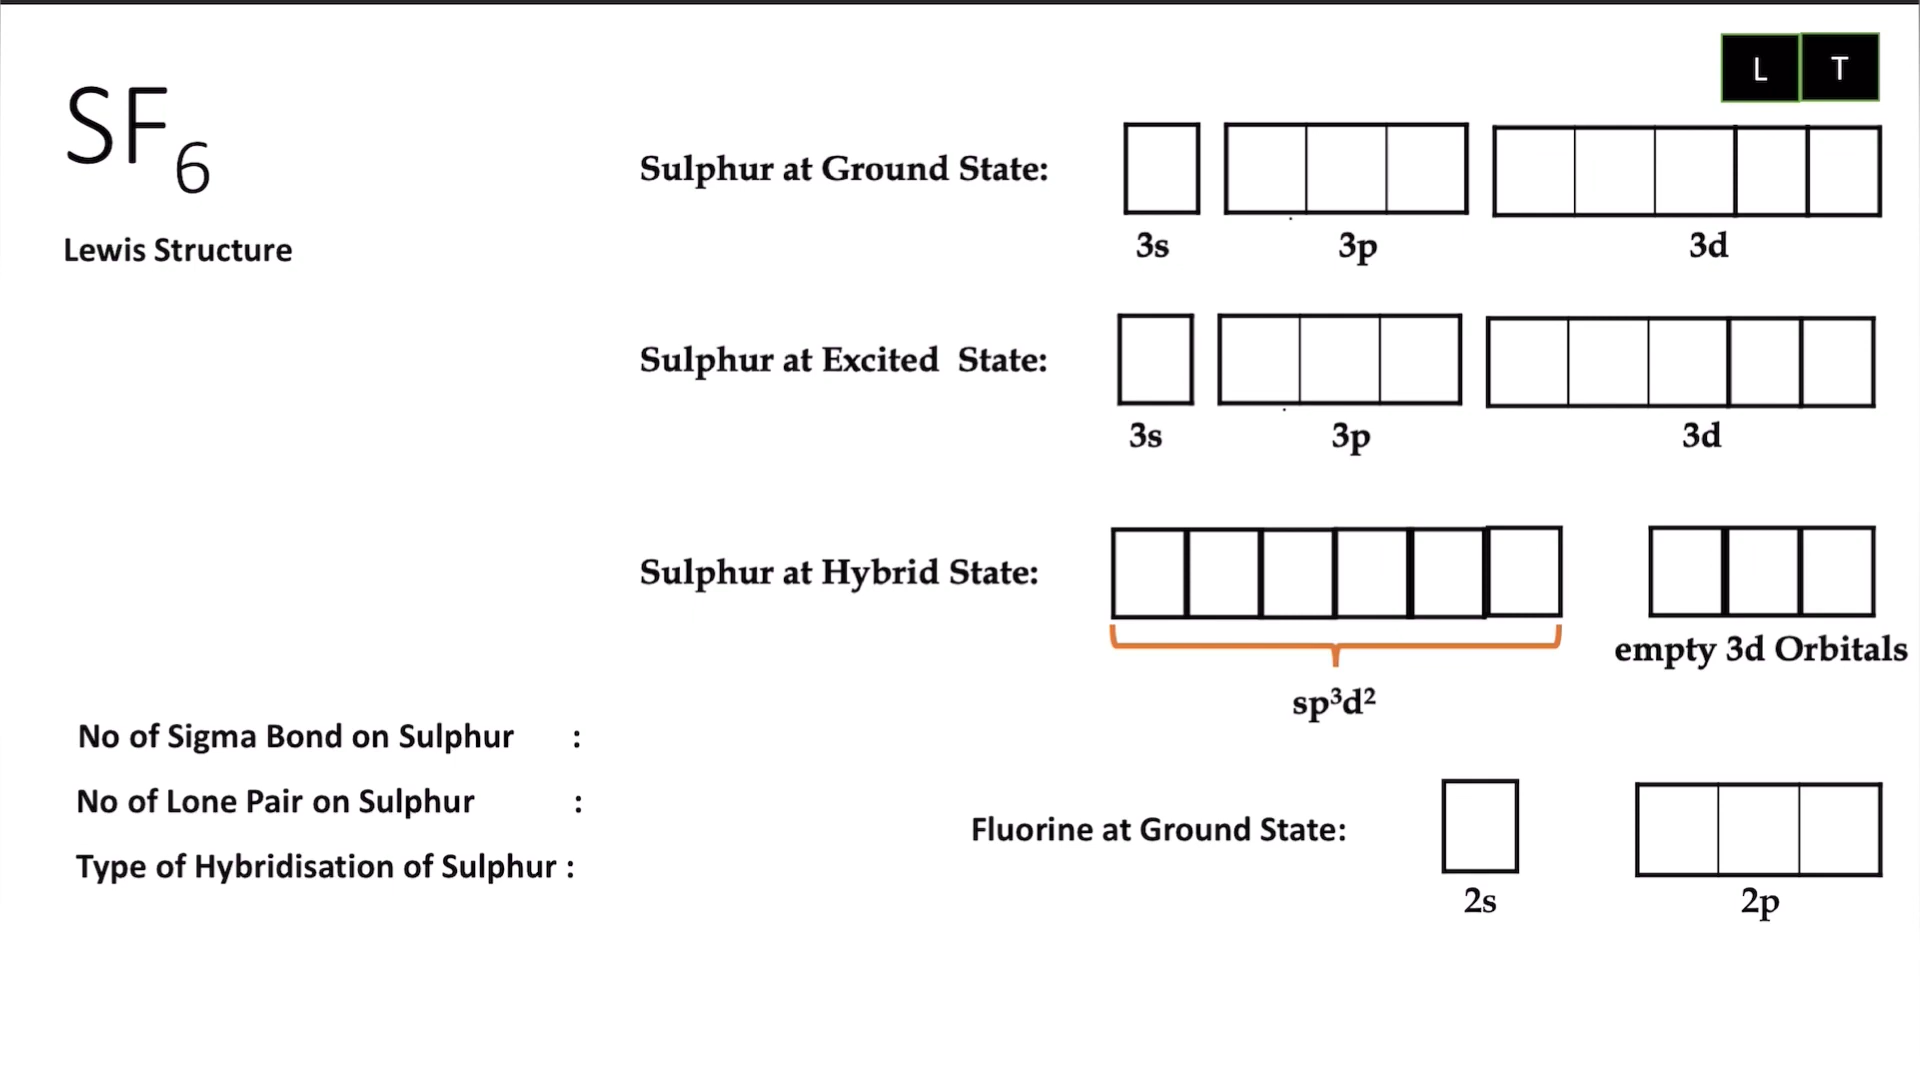 L T
SF6
Lewis Structure
Sulphur at Ground State:
3s 3p 3d
Sulphur at Excited State:
3s 3p 3d
Sulphur at Hybrid State:
empty 3d Orbitals
sp³d²
No of Sigma Bond on Sulphur :
No of Lone Pair on Sulphur :
Type of Hybridisation of Sulphur :
Fluorine at Ground State:
2s 2p